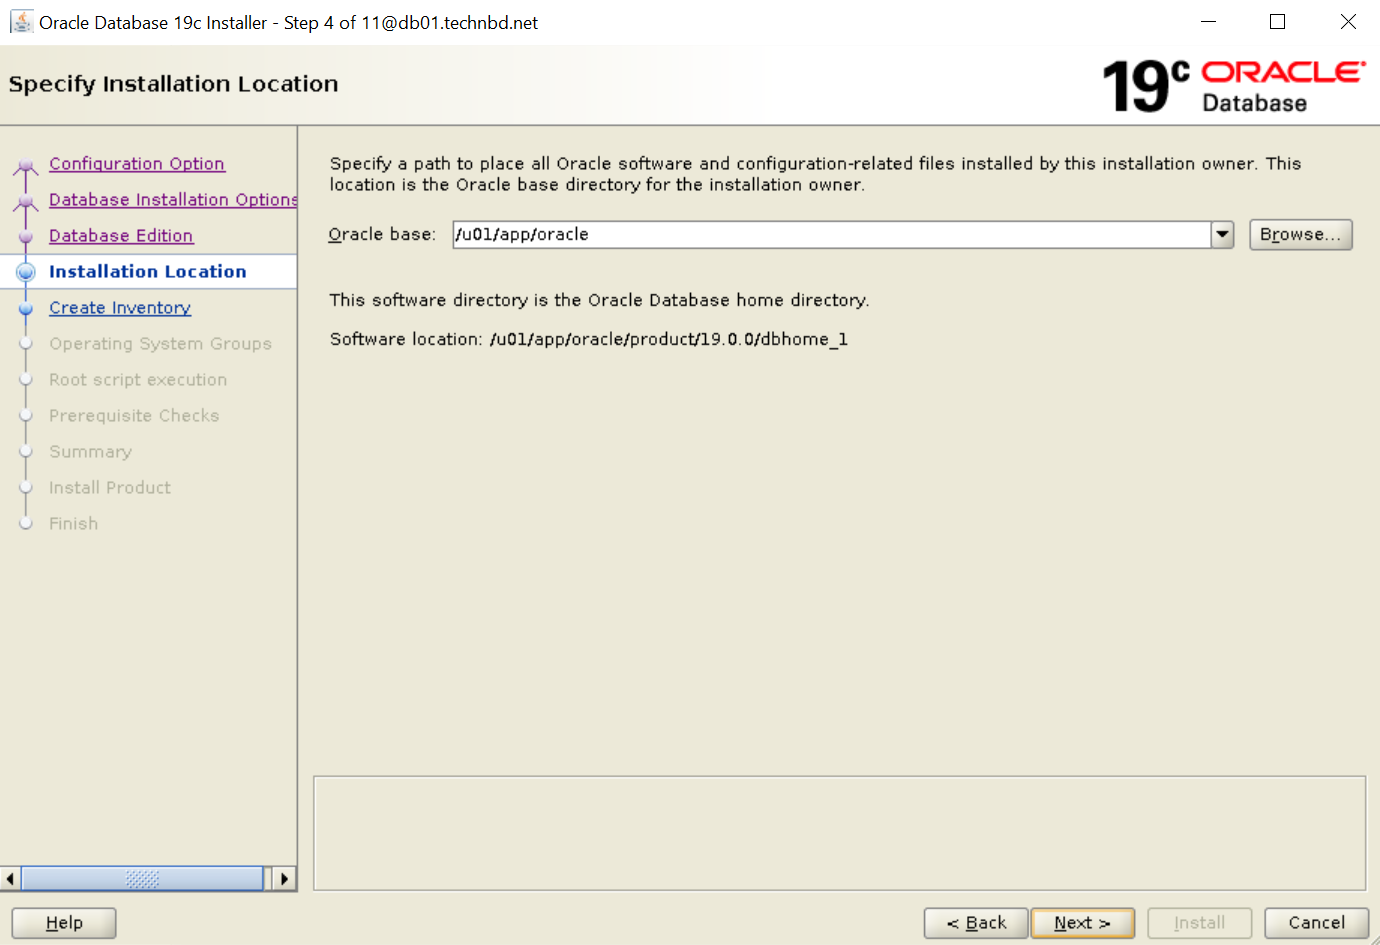 Oracle Database 19c Installer - Step 4 of 11@db01.technbd.net
Specify Installation Location
19c ORACLE
Database
Configuration Option
Database Installation Options
Database Edition
Installation Location
Create Inventory
Operating System Groups
Root script execution
Prerequisite Checks
Summary
Install Product
Finish
Specify a path to place all Oracle software and configuration-related files installed by this installation owner. This
location is the Oracle base directory for the installation owner.
Oracle base: /u01/app/oracle Browse...
This software directory is the Oracle Database home directory.
Software location: /u01/app/oracle/product/19.0.0/dbhome_1
Help < Back Next > Install Cancel